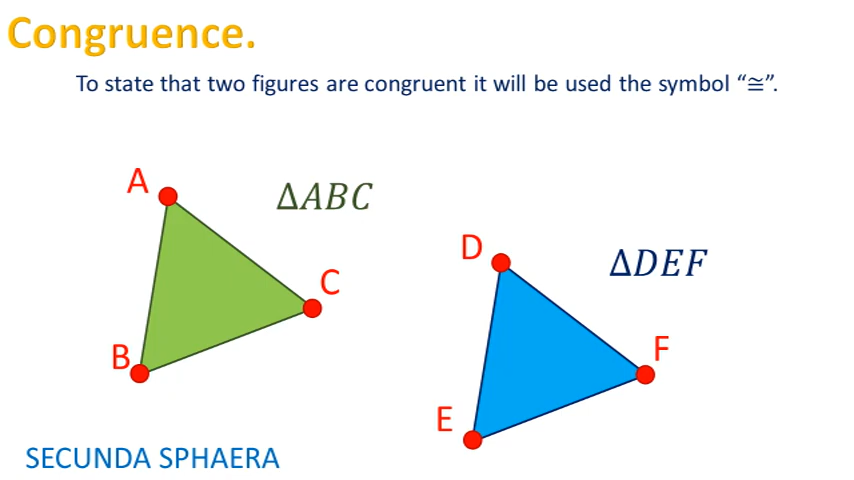 Congruence.
To state that two figures are congruent it will be used the symbol “≅”.
A
ΔABC
C
B
D
ΔDEF
F
E
SECUNDA SPHAERA